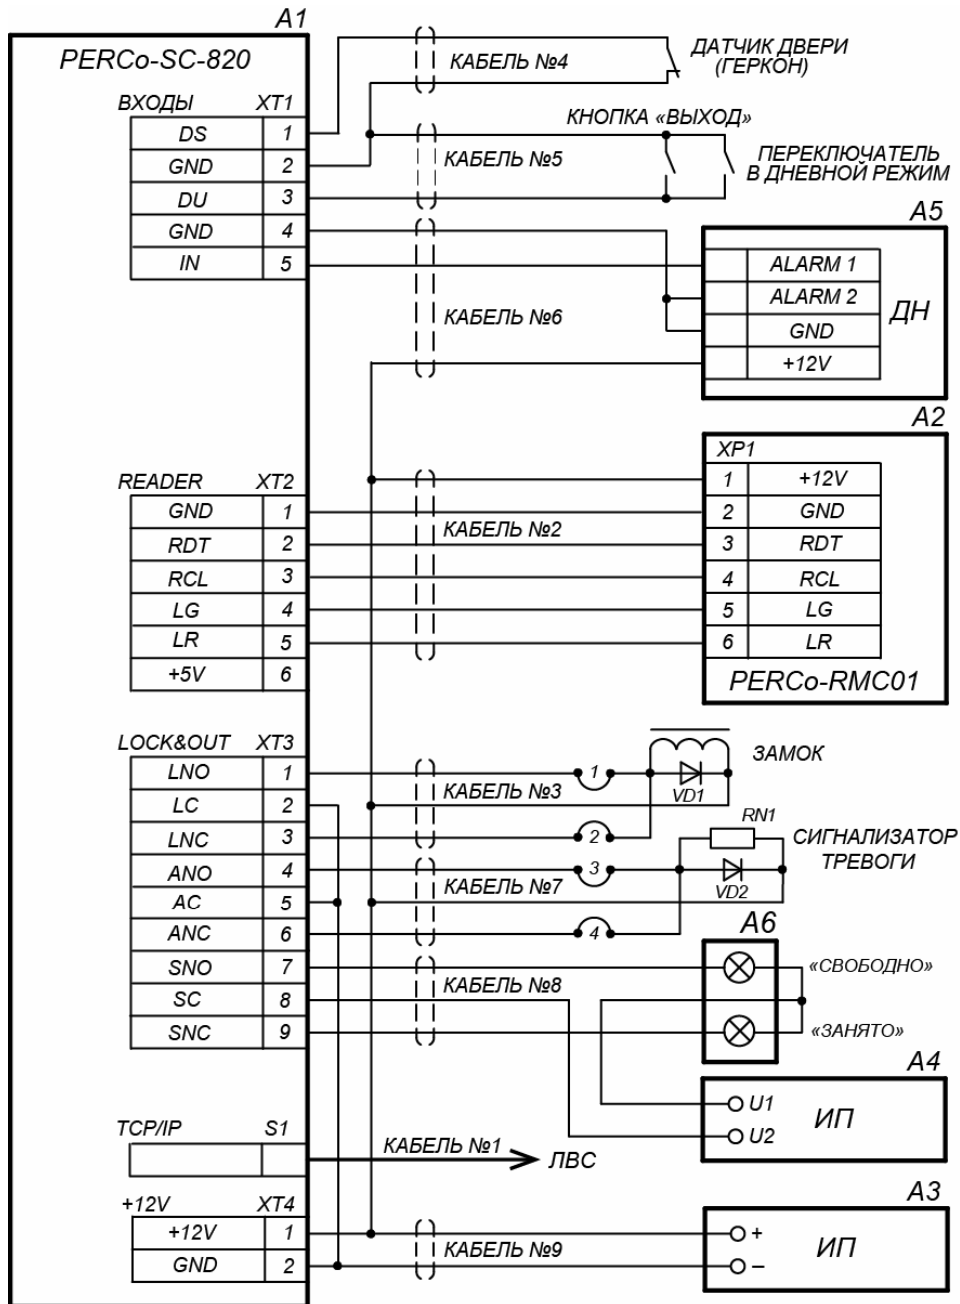 A1
PERCo-SC-820
ВХОДЫ XT1
DS 1
GND 2
DU 3
GND 4
IN 5
КАБЕЛЬ №4
ДАТЧИК ДВЕРИ
(ГЕРКОН)
КНОПКА «ВЫХОД»
КАБЕЛЬ №5
ПЕРЕКЛЮЧАТЕЛЬ
В ДНЕВНОЙ РЕЖИМ
A5
ALARM 1
ALARM 2
GND
+12V
ДН
КАБЕЛЬ №6
A2
XP1
1 +12V
2 GND
3 RDT
4 RCL
5 LG
6 LR
PERCo-RMC01
READER XT2
GND 1
RDT 2
RCL 3
LG 4
LR 5
+5V 6
КАБЕЛЬ №2
LOCK&OUT XT3
LNO 1
LC 2
LNC 3
ANO 4
AC 5
ANC 6
SNO 7
SC 8
SNC 9
КАБЕЛЬ №3
1
2
VD1
ЗАМОК
КАБЕЛЬ №7
3
4
RN1
VD2
СИГНАЛИЗАТОР
ТРЕВОГИ
КАБЕЛЬ №8
A6
«СВОБОДНО»
«ЗАНЯТО»
A4
U1
U2
ИП
TCP/IP S1
КАБЕЛЬ №1
ЛВС
+12V XT4
+12V 1
GND 2
КАБЕЛЬ №9
A3
+
–
ИП